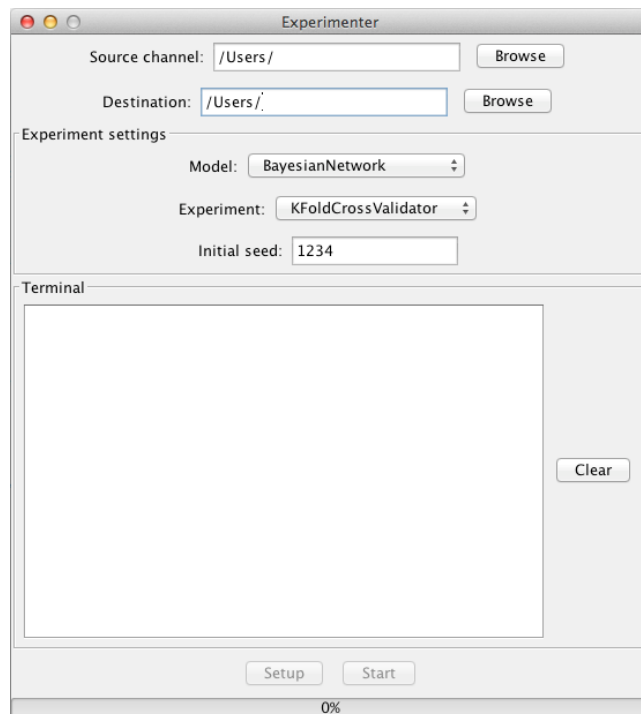 Experimenter
Source channel: /Users/ Browse
Destination: /Users/ Browse
Experiment settings
Model: BayesianNetwork
Experiment: KFoldCrossValidator
Initial seed: 1234
Terminal
Clear
Setup Start
0%